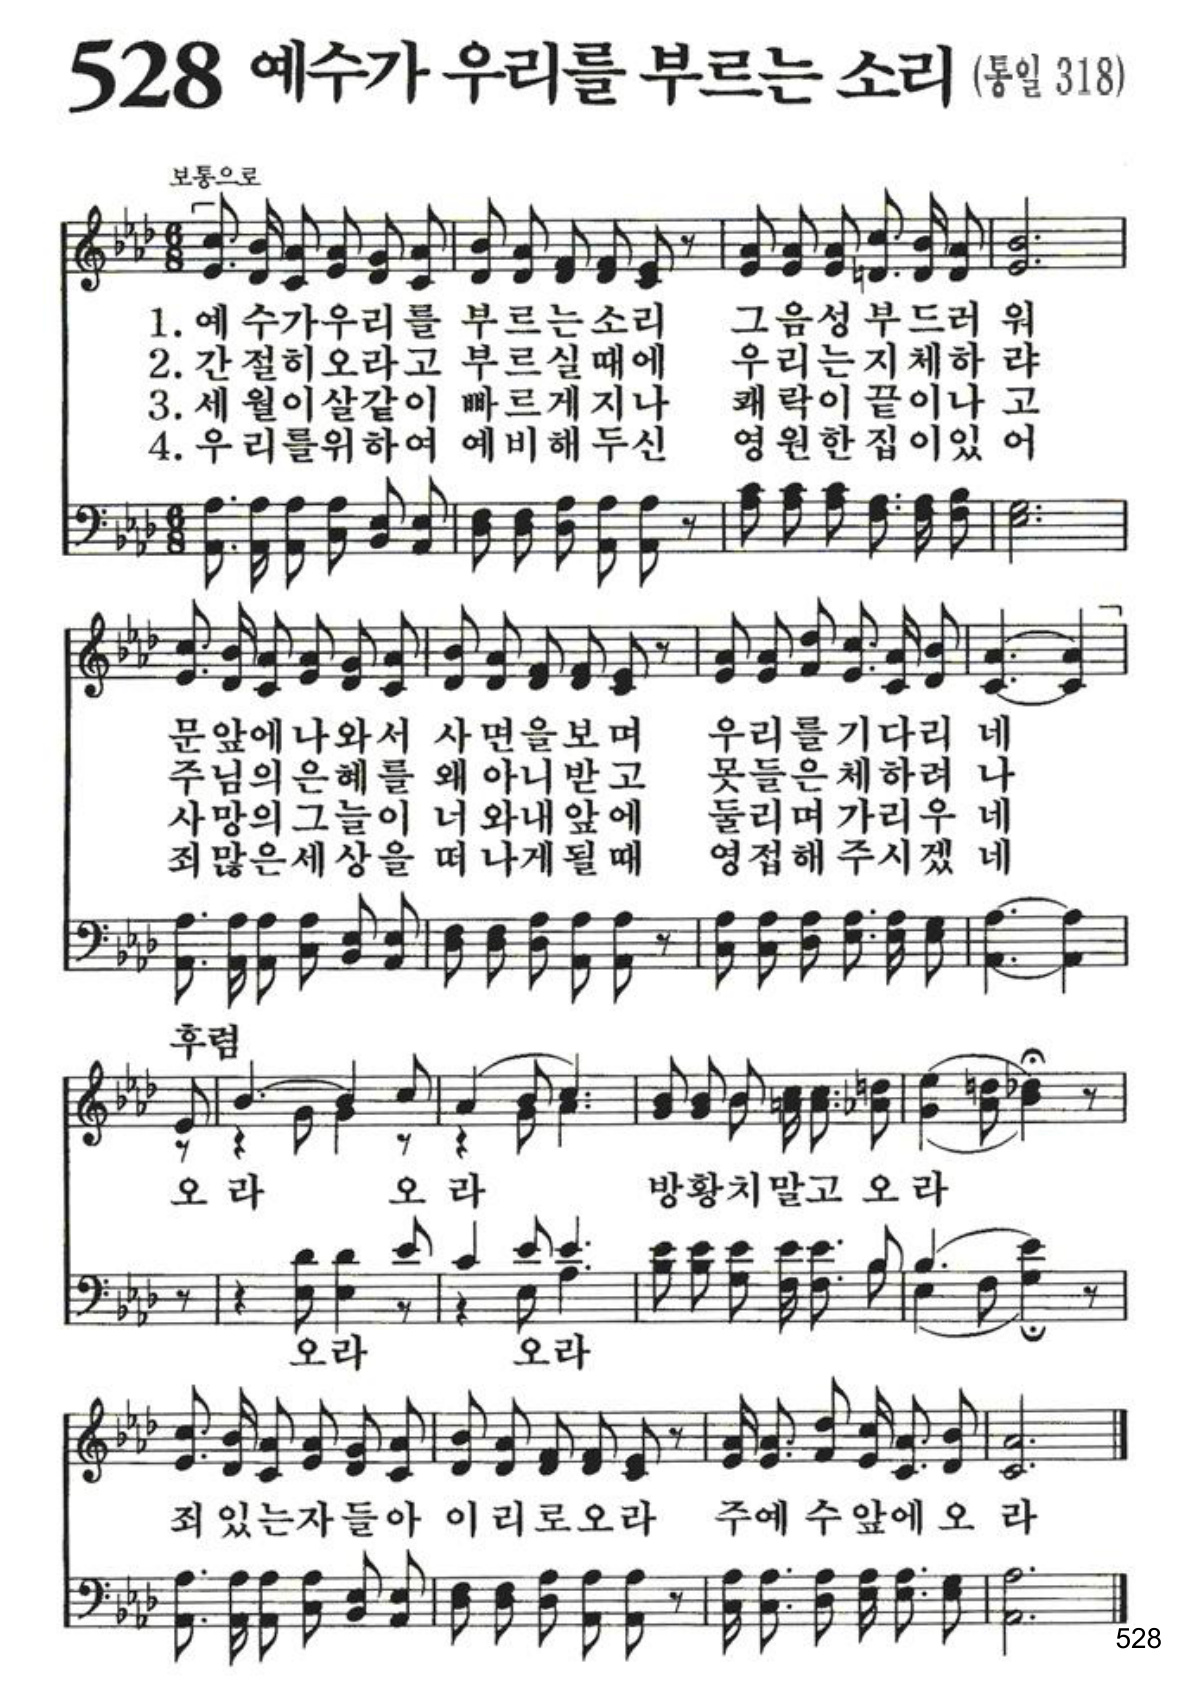 528 예수가 우리를 부르는 소리 (통일 318)
보통으로
1. 예 수가우리 를 부르는소리 그음성부드러 워
2. 간절히오라고 부르실때에 우리는지체하 랴
3. 세월이살같이 빠르게지나 쾌락이끝이나 고
4. 우리를위하여 예비해두신 영원한집이있 어
문앞에나와서 사면을보며 우리를기다리 네
주님의은혜를 왜아니받고 못들은체하려 나
사망의그늘이 너와내앞에 둘리며가리우 네
죄많은세상을 떠나게될때 영접해주시겠 네
후렴
오 라 오 라 방황치말고 오 라
오라 오라
죄있는자들아 이리로오라 주예수앞에오 라
528